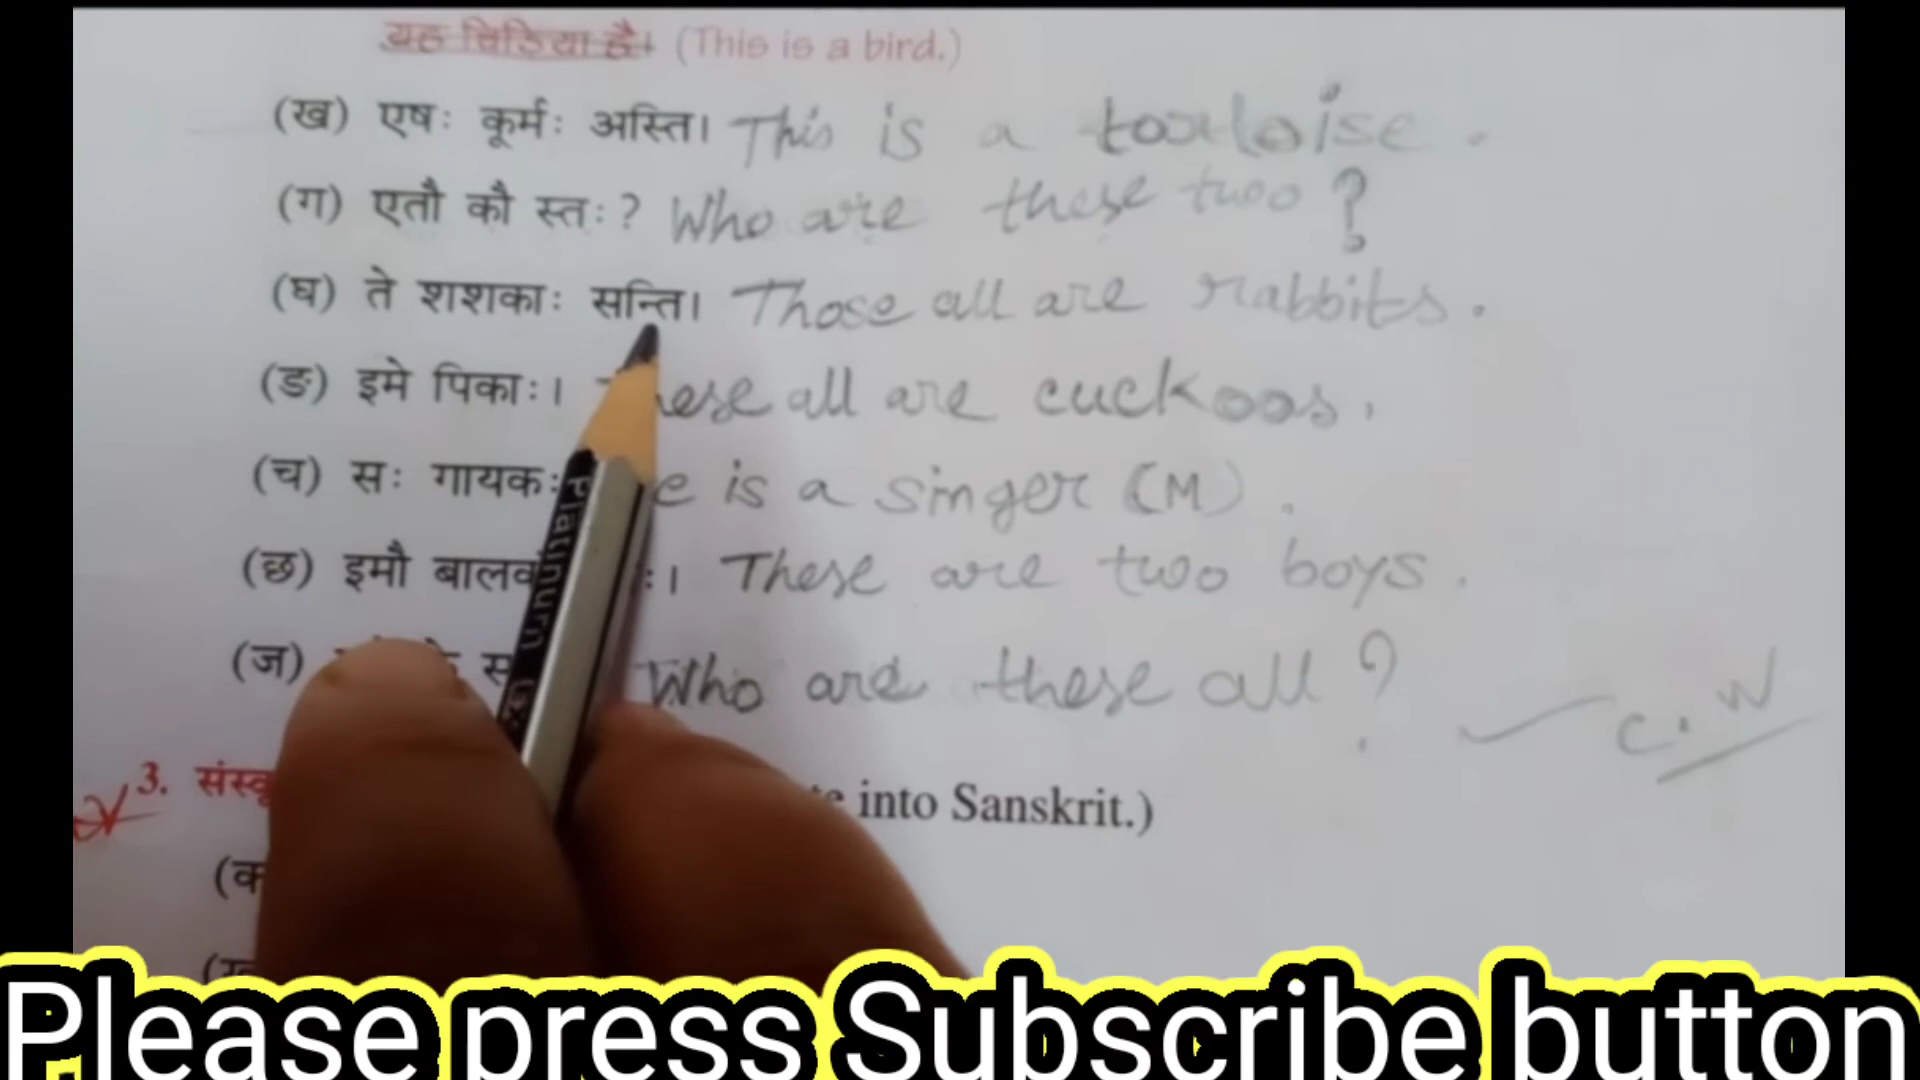 यह चिड़िया है। (This is a bird.)
(ख) एषः कूर्मः अस्ति। This is a tortoise.
(ग) एतौ कौ स्तः? Who are these two?
(घ) ते शशकाः सन्ति। Those all are rabbits.
(ङ) इमे पिकाः। These all are cuckoos.
(च) सः गायकः is a singer (M).
(छ) इमौ These are two boys.
(ज) Who are these all?
C.W
3. into Sanskrit.)
(क
Platinum
Please press Subscribe button